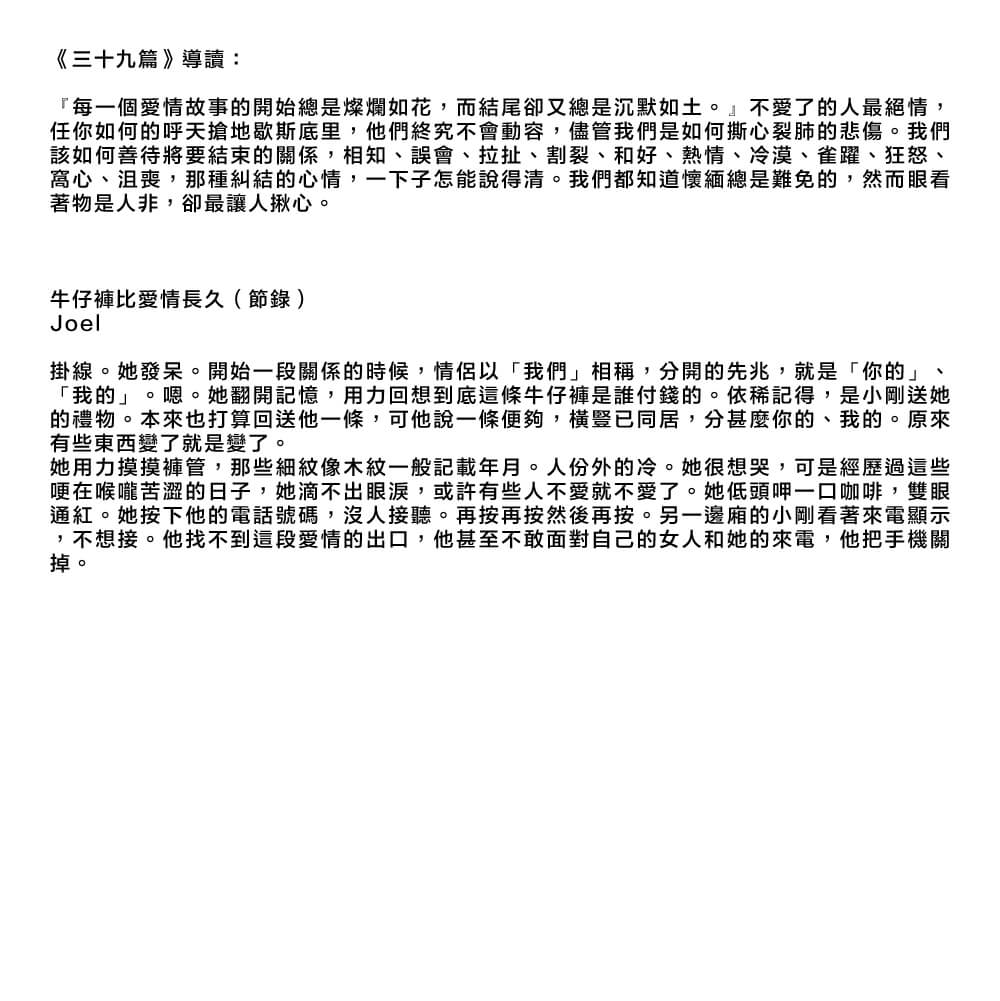 《三十九篇》導讀：
『每一個愛情故事的開始總是燦爛如花，而結尾卻又總是沉默如土。』不愛了的人最絕情，
任你如何的呼天搶地歇斯底里，他們終究不會動容，儘管我們是如何撕心裂肺的悲傷。我們
該如何善待將要結束的關係，相知、誤會、拉扯、割裂、和好、熱情、冷漠、雀躍、狂怒、
窩心、沮喪，那種糾結的心情，一下子怎能說得清。我們都知道懷緬總是難免的，然而眼看
著物是人非，卻最讓人揪心。
牛仔褲比愛情長久（節錄）
Joel
掛線。她發呆。開始一段關係的時候，情侶以「我們」相稱，分開的先兆，就是「你的」、
「我的」。嗯。她翻開記憶，用力回想到底這條牛仔褲是誰付錢的。依稀記得，是小剛送她
的禮物。本來也打算回送他一條，可他說一條便夠，橫豎已同居，分甚麼你的、我的。原來
有些東西變了就是變了。
她用力摸摸褲管，那些細紋像木紋一般記載年月。人份外的冷。她很想哭，可是經歷過這些
哽在喉嚨苦澀的日子，她滴不出眼淚，或許有些人不愛就不愛了。她低頭呷一口咖啡，雙眼
通紅。她按下他的電話號碼，沒人接聽。再按再按然後再按。另一邊廂的小剛看著來電顯示
，不想接。他找不到這段愛情的出口，他甚至不敢面對自己的女人和她的來電，他把手機關
掉。